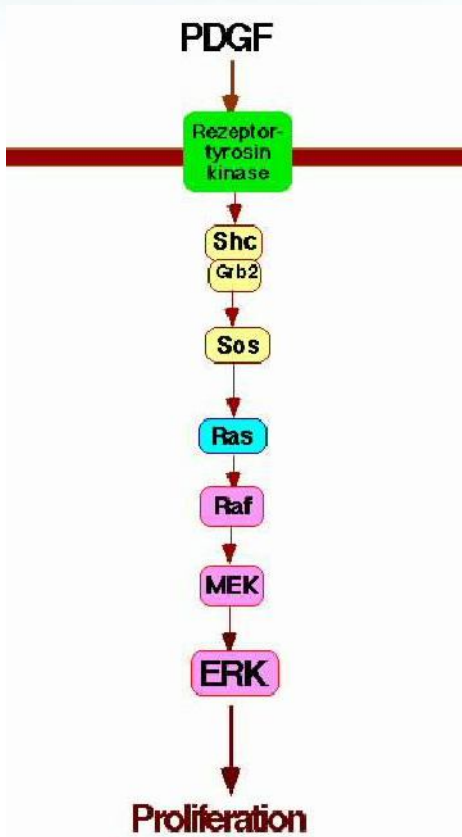 PDGF
Rezeptor-
tyrosin
kinase
Shc
Grb2
Sos
Ras
Raf
MEK
ERK
Proliferation